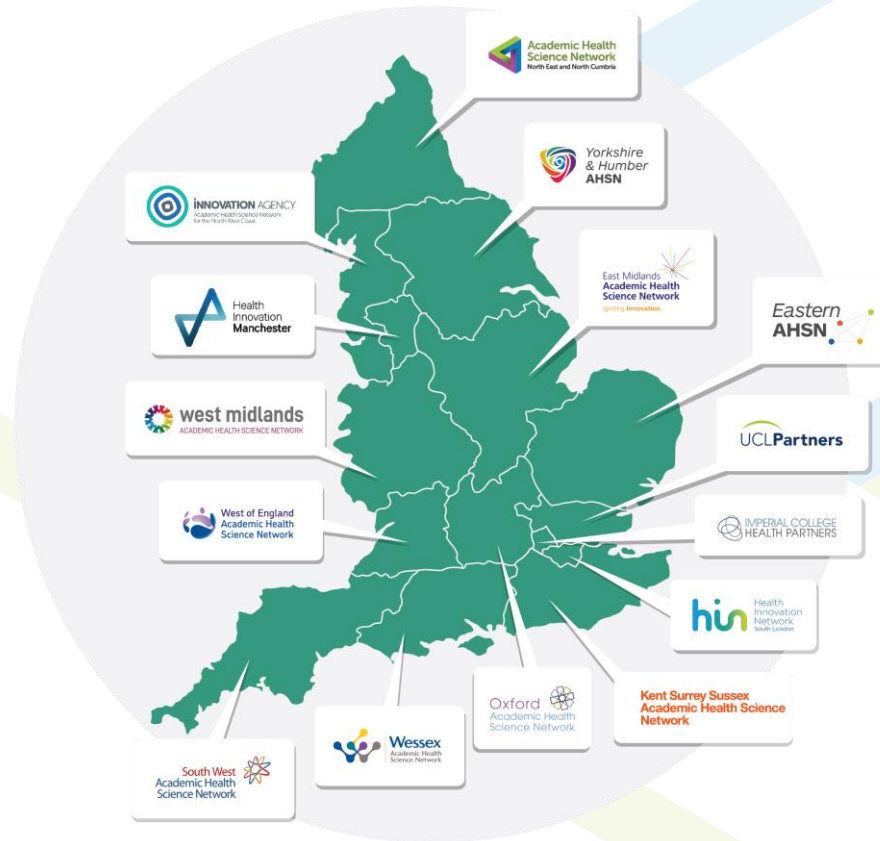 Academic Health
Science Network
North East and North Cumbria
Yorkshire
& Humber
AHSN
INNOVATION AGENCY
Academic Health Science Network
for the North West Coast
East Midlands
Academic Health
Science Network
Igniting Innovation
Health
Innovation
Manchester
Eastern
AHSN
west midlands
ACADEMIC HEALTH SCIENCE NETWORK
UCLPartners
West of England
Academic Health
Science Network
IMPERIAL COLLEGE
HEALTH PARTNERS
hin
Health
Innovation
Network
South London
Oxford
Academic Health
Science Network
Kent Surrey Sussex
Academic Health Science
Network
Wessex
Academic Health
Science Network
South West
Academic Health
Science Network